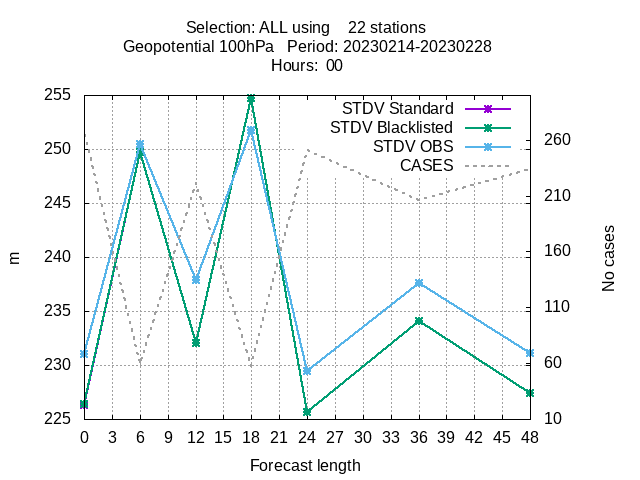 Selection: ALL using    22 stations
Geopotential 100hPa   Period: 20230214-20230228
Hours:  00
STDV Standard
STDV Blacklisted
STDV OBS
CASES
255
250
245
240
235
230
225
m
260
210
160
110
60
10
No cases
0 3 6 9 12 15 18 21 24 27 30 33 36 39 42 45 48
Forecast length